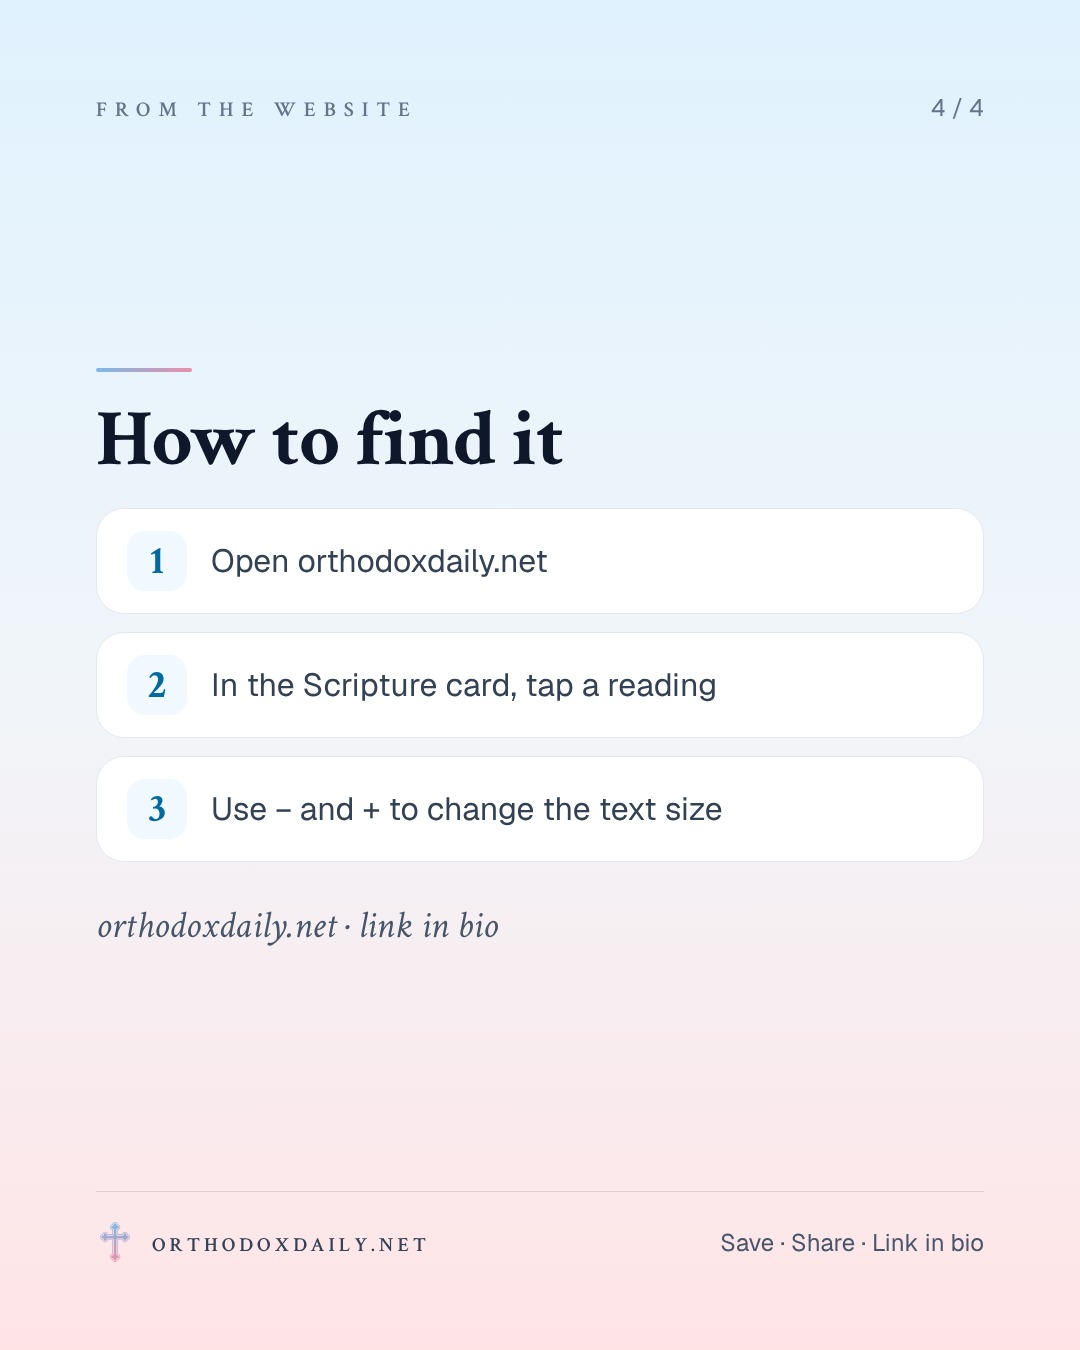 FROM THE WEBSITE
4 / 4
How to find it
1 Open orthodoxdaily.net
2 In the Scripture card, tap a reading
3 Use – and + to change the text size
orthodoxdaily.net · link in bio
ORTHODOXDAILY.NET
Save · Share · Link in bio